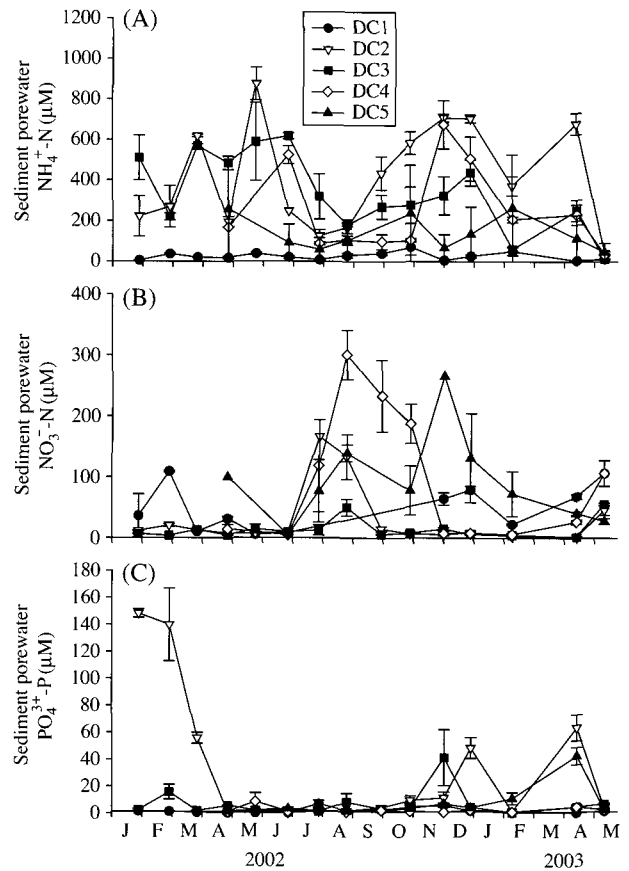 (A)
DC1
DC2
DC3
DC4
DC5
Sediment porewater
NH₄⁺-N (μM)
1200
1000
800
600
400
200
0
(B)
Sediment porewater
NO₃⁻-N (μM)
400
300
200
100
0
(C)
Sediment porewater
PO₄³⁺-P (μM)
180
160
140
120
100
80
60
40
20
0
J F M A M J J A S O N D J F M A M
2002 2003